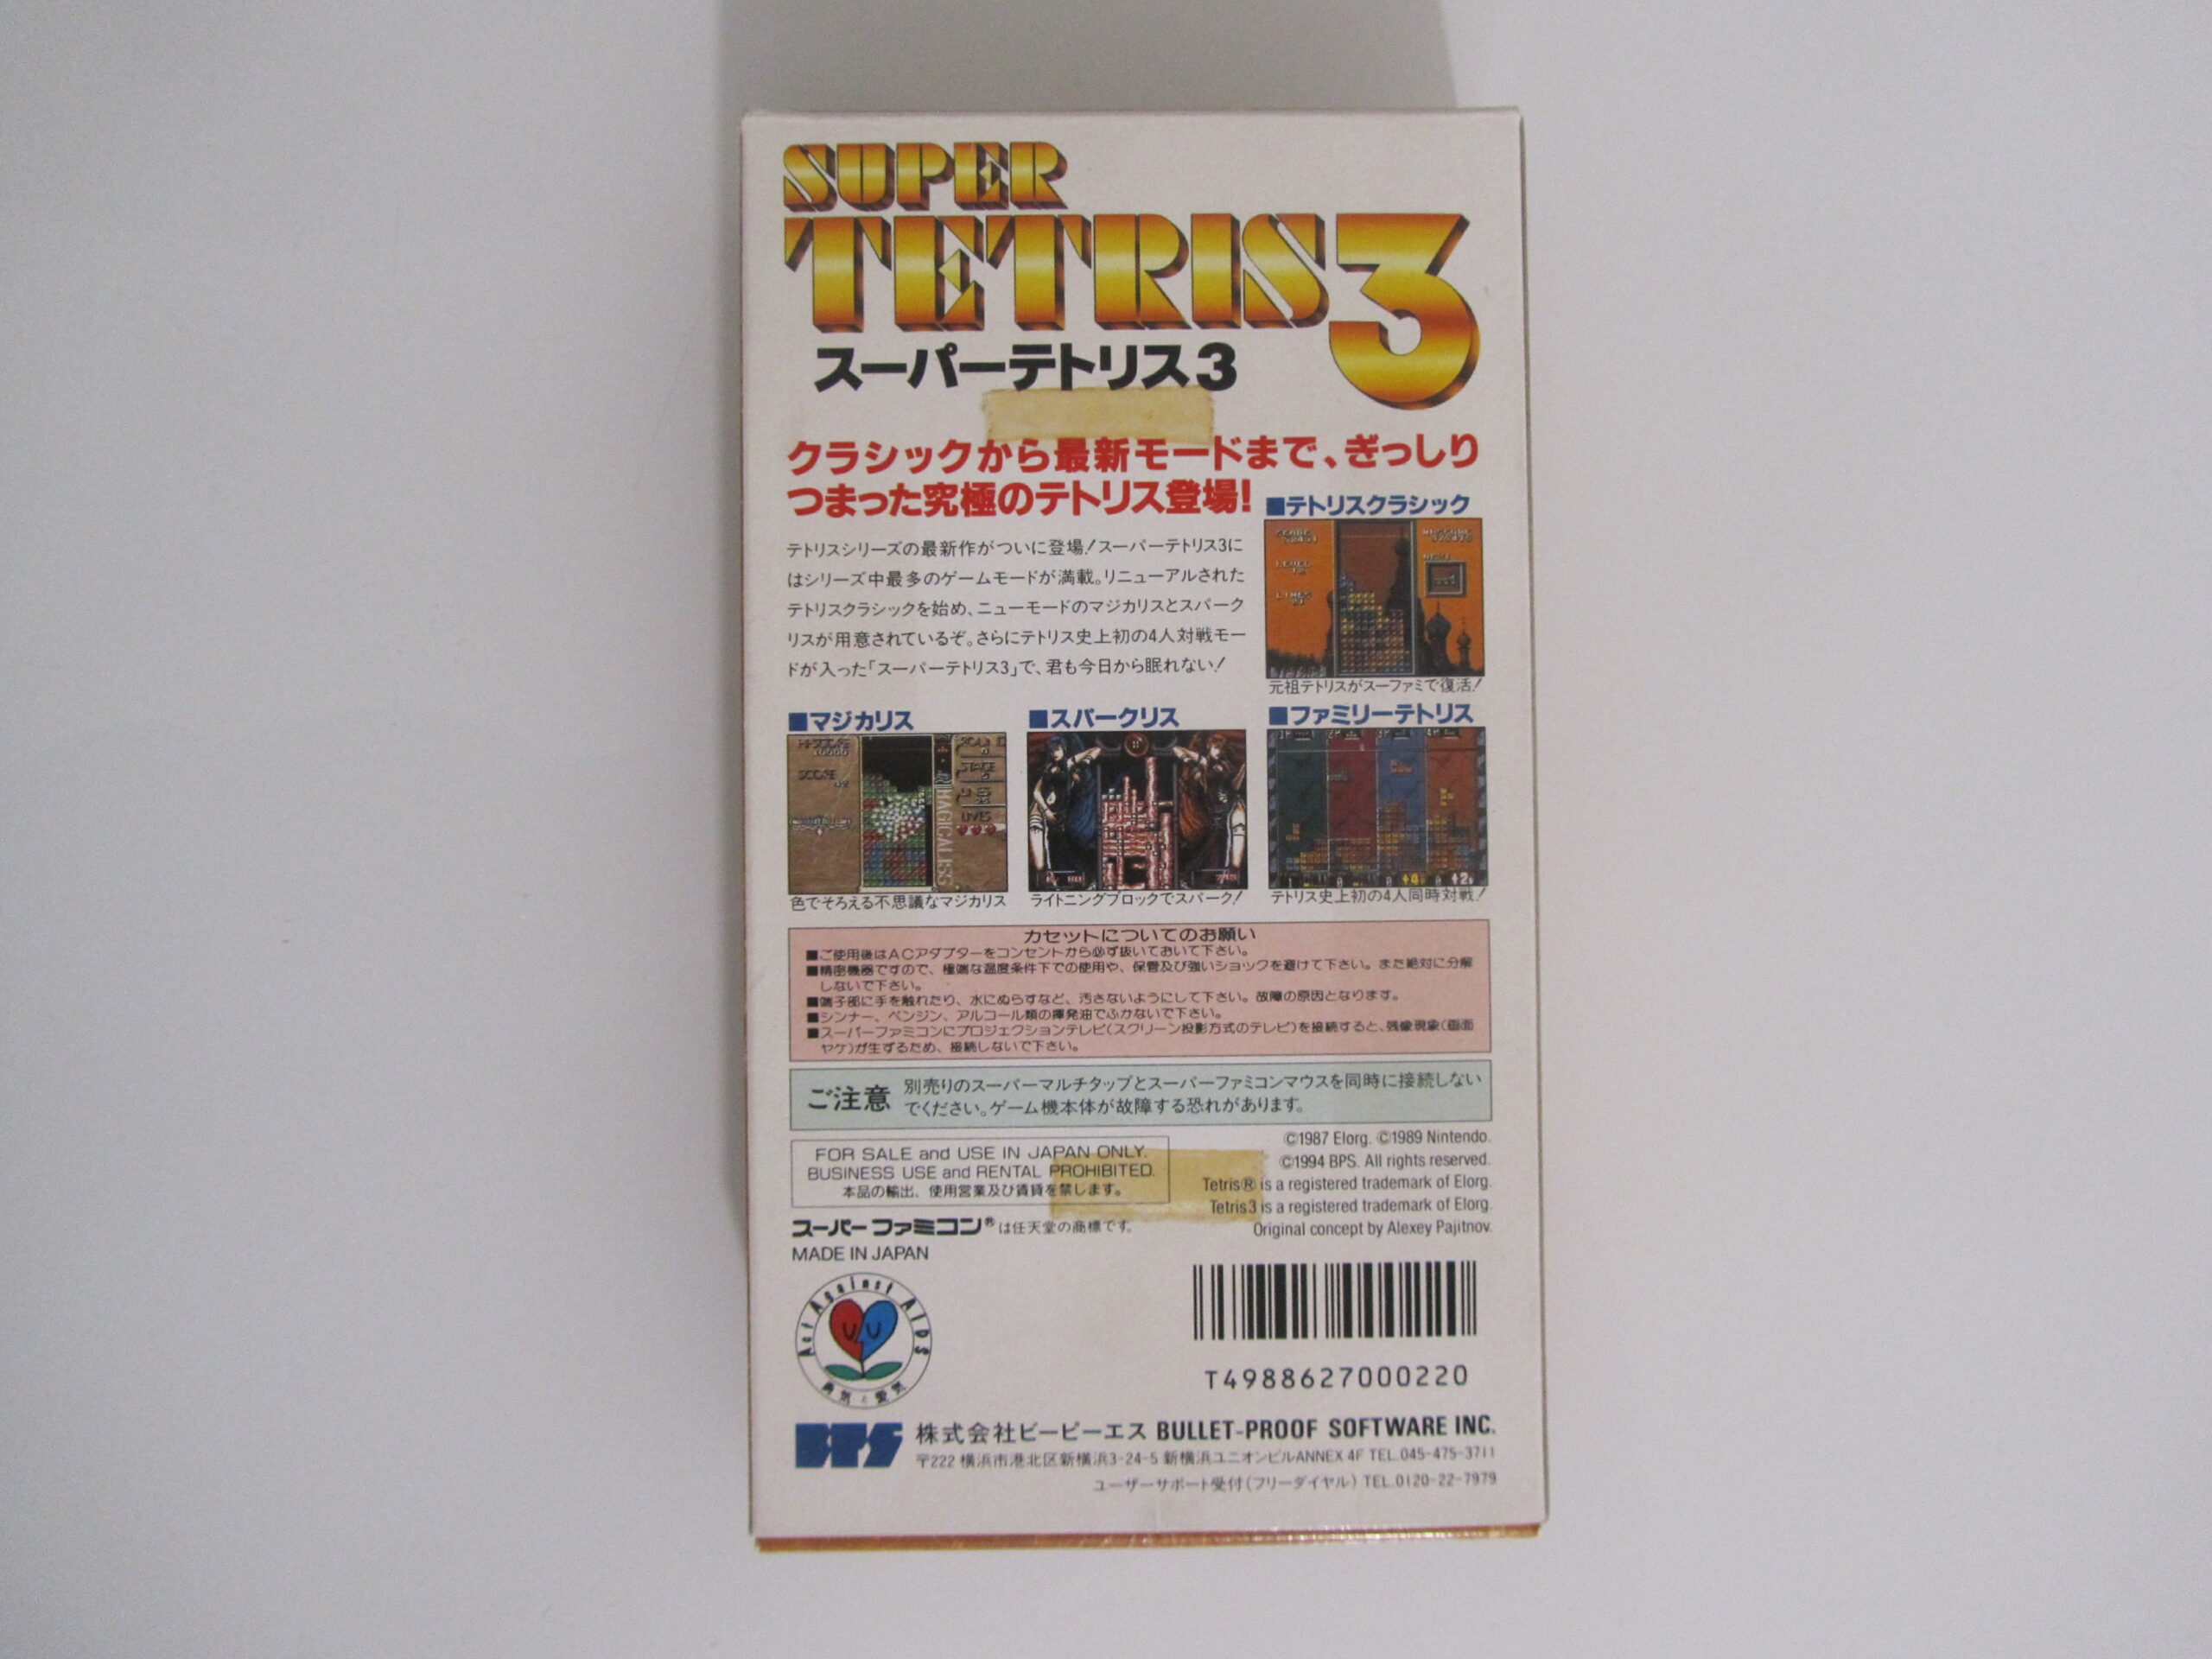 SUPER
TETRIS3
スーパーテトリス3
クラシックから最新モードまで、ぎっしり
つまった究極のテトリス登場!
テトリスシリーズの最新作がついに登場!スーパーテトリス3に
はシリーズ中最多のゲームモードが満載。リニューアルされた
テトリスクラシックを始め、ニューモードのマジカリスとスパーク
リスが用意されているぞ。さらにテトリス史上初の4人対戦モー
ドが入った「スーパーテトリス3」で、君も今日から眠れない!
■テトリスクラシック
元祖テトリスがスーファミで復活!
■マジカリス
HI-SCORE
10000
SCORE
ROUND
STAGE
LINES
LIVES
MAGICALISS
色でそろえる不思議なマジカリス
■スパークリス
ライトニングブロックでスパーク!
■ファミリーテトリス
テトリス史上初の4人同時対戦!
カセットについてのお願い
■ご使用後はACアダプターをコンセントから必ず抜いておいて下さい。
■精密機器ですので、極端な温度条件下での使用や、保管及び強いショックを避けて下さい。また絶対に分解
しないで下さい。
■端子部に手を触れたり、水にぬらすなど、汚さないようにして下さい。故障の原因となります。
■シンナー、ベンジン、アルコール類の揮発油でふかないで下さい。
■スーパーファミコンにプロジェクションテレビ(スクリーン投影方式のテレビ)を接続すると、残像現象(画面
ヤケ)が生ずるため、接続しないで下さい。
ご注意
別売りのスーパーマルチタップとスーパーファミコンマウスを同時に接続しない
でください。ゲーム機本体が故障する恐れがあります。
FOR SALE and USE IN JAPAN ONLY.
BUSINESS USE and RENTAL PROHIBITED.
本品の輸出、使用営業及び賃貸を禁じます。
スーパーファミコン®は任天堂の商標です。
MADE IN JAPAN
©1987 Elorg. ©1989 Nintendo.
©1994 BPS. All rights reserved.
Tetris® is a registered trademark of Elorg.
Tetris3 is a registered trademark of Elorg.
Original concept by Alexey Pajitnov.
Act Against AIDS
勇気と愛気
T4988627000220
BPS 株式会社ビーピーエス BULLET-PROOF SOFTWARE INC.
〒222 横浜市港北区新横浜3-24-5 新横浜ユニオンビルANNEX 4F TEL.045-475-3711
ユーザーサポート受付(フリーダイヤル) TEL.0120-22-7979